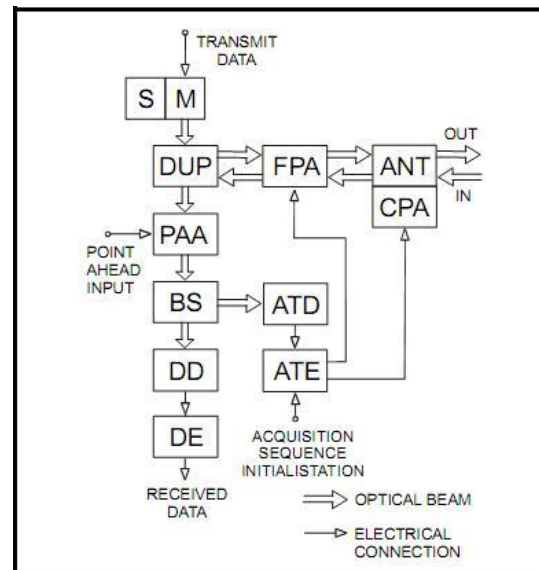 TRANSMIT
DATA
S M
OUT
DUP FPA ANT
IN
CPA
PAA
POINT
AHEAD
INPUT
BS ATD
DD ATE
ACQUISITION
SEQUENCE
INITIALISTATION
DE
RECEIVED
DATA
OPTICAL BEAM
ELECTRICAL
CONNECTION